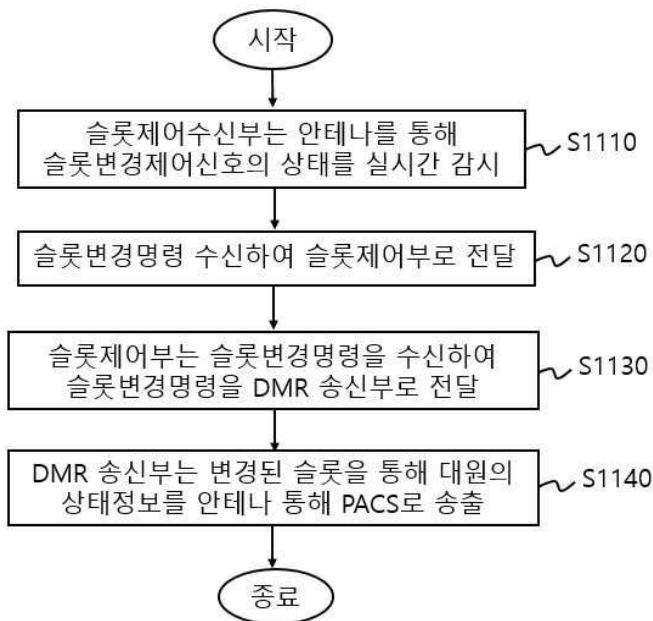 시작
슬롯제어수신부는 안테나를 통해
슬롯변경제어신호의 상태를 실시간 감시
S1110
슬롯변경명령 수신하여 슬롯제어부로 전달
S1120
슬롯제어부는 슬롯변경명령을 수신하여
슬롯변경명령을 DMR 송신부로 전달
S1130
DMR 송신부는 변경된 슬롯을 통해 대원의
상태정보를 안테나 통해 PACS로 송출
S1140
종료